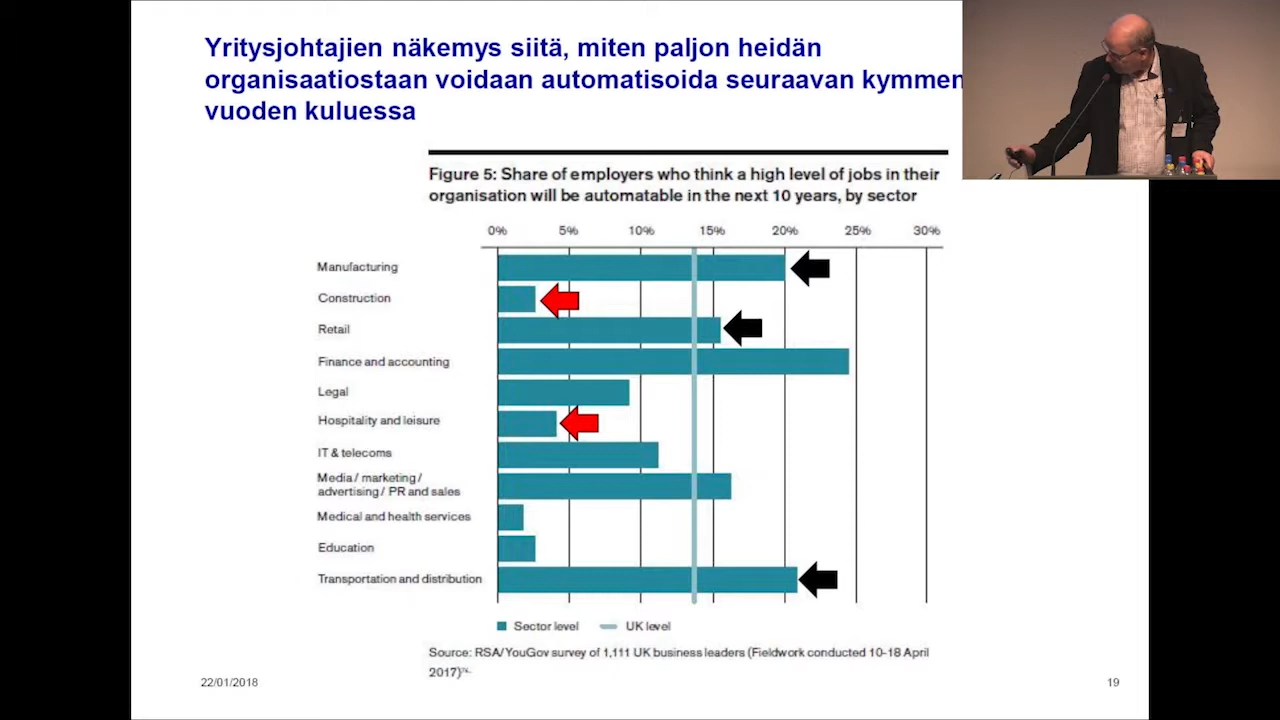 Yritysjohtajien näkemys siitä, miten paljon heidän
organisaatiostaan voidaan automatisoida seuraavan kymmen
vuoden kuluessa
Figure 5: Share of employers who think a high level of jobs in their
organisation will be automatable in the next 10 years, by sector
0% 5% 10% 15% 20% 25% 30%
Manufacturing
Construction
Retail
Finance and accounting
Legal
Hospitality and leisure
IT & telecoms
Media / marketing /
advertising / PR and sales
Medical and health services
Education
Transportation and distribution
Sector level UK level
Source: RSA/YouGov survey of 1,111 UK business leaders (Fieldwork conducted 10-18 April
2017)
22/01/2018
19